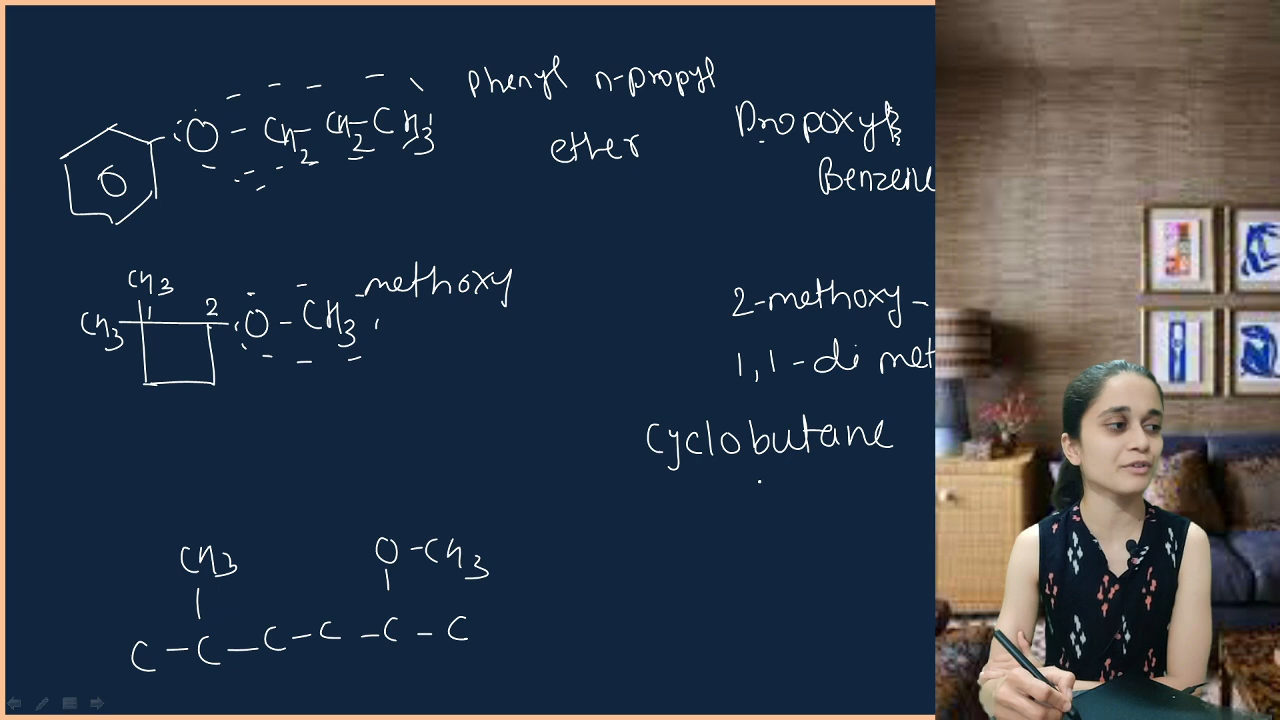 Phenyl n-propyl
ether
Propoxy
Benzene
O - CH2 - CH2 - CH3
CH3
CH3
1
2
O - CH3
methoxy
2-methoxy-
1,1-di met
Cyclobutane
CH3
O - CH3
C - C - C - C - C - C